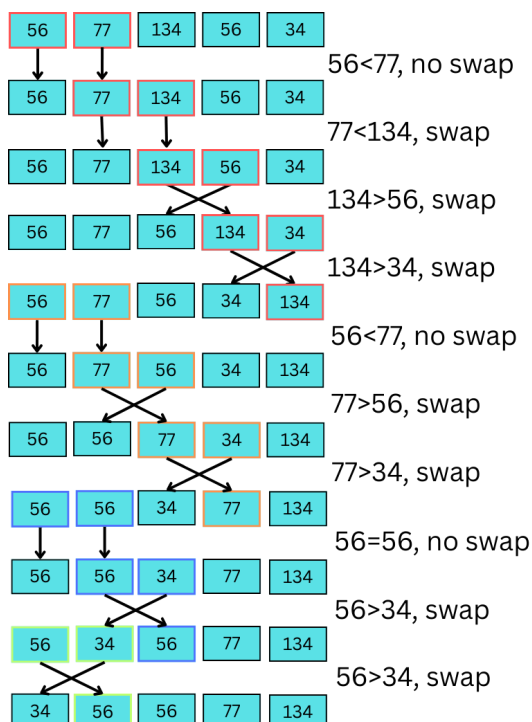 56 77 134 56 34
56<77, no swap
56 77 134 56 34
77<134, swap
56 77 134 56 34
134>56, swap
56 77 56 134 34
134>34, swap
56 77 56 34 134
56<77, no swap
56 77 56 34 134
77>56, swap
56 56 77 34 134
77>34, swap
56 56 34 77 134
56=56, no swap
56 56 34 77 134
56>34, swap
56 34 56 77 134
56>34, swap
34 56 56 77 134